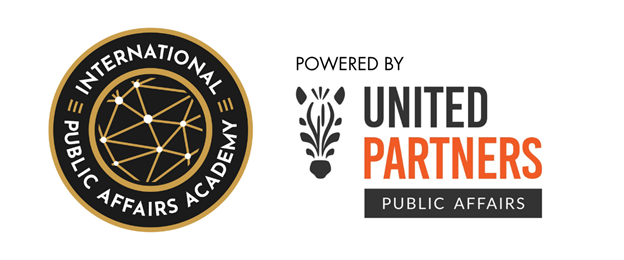 INTERNATIONAL
PUBLIC AFFAIRS ACADEMY
POWERED BY
UNITED
PARTNERS
PUBLIC AFFAIRS